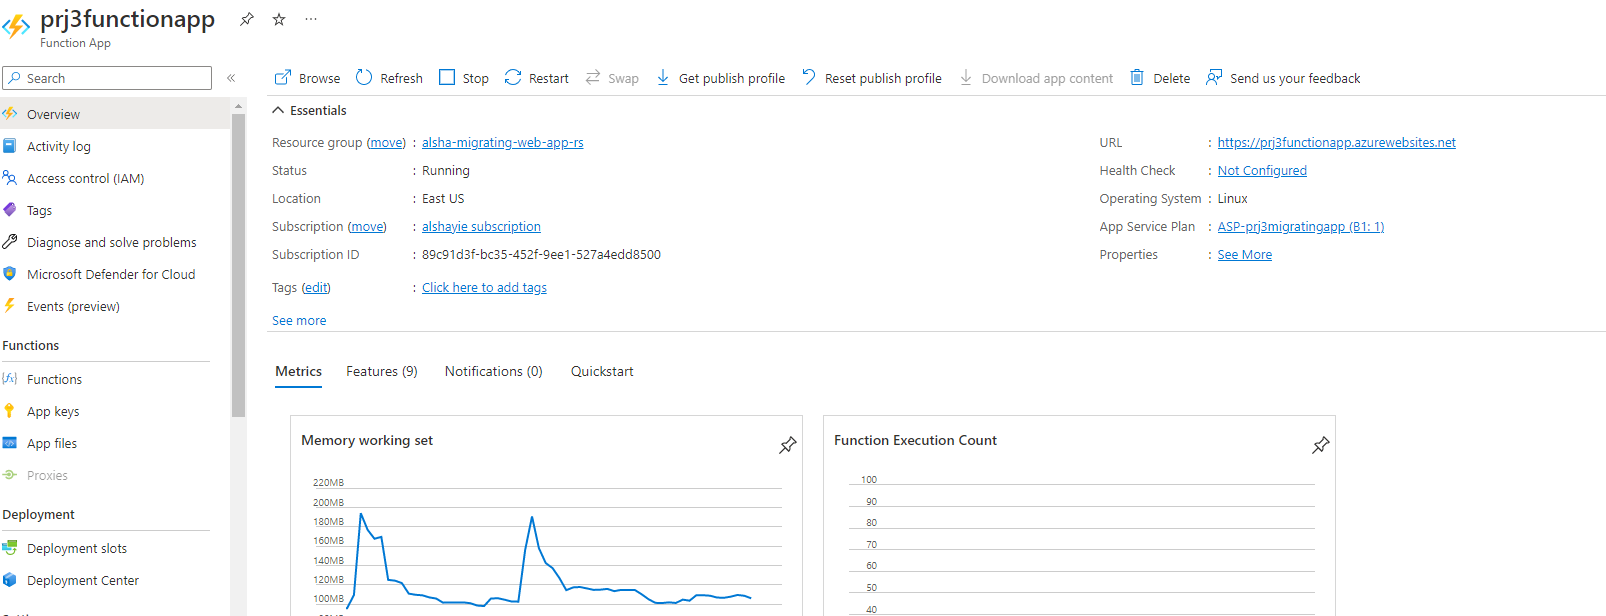 prj3functionapp
Function App
Search
Browse Refresh Stop Restart Swap Get publish profile Reset publish profile Download app content Delete Send us your feedback
Overview
Activity log
Access control (IAM)
Tags
Diagnose and solve problems
Microsoft Defender for Cloud
Events (preview)
Functions
Functions
App keys
App files
Proxies
Deployment
Deployment slots
Deployment Center
Essentials
Resource group (move) : alsha-migrating-web-app-rs
Status : Running
Location : East US
Subscription (move) : alshayie subscription
Subscription ID : 89c91d3f-bc35-452f-9ee1-527a4edd8500
Tags (edit) : Click here to add tags
See more
URL : https://prj3functionapp.azurewebsites.net
Health Check : Not Configured
Operating System : Linux
App Service Plan : ASP-prj3migratingapp (B1: 1)
Properties : See More
Metrics Features (9) Notifications (0) Quickstart
Memory working set
220MB
200MB
180MB
160MB
140MB
120MB
100MB
Function Execution Count
100
90
80
70
60
50
40